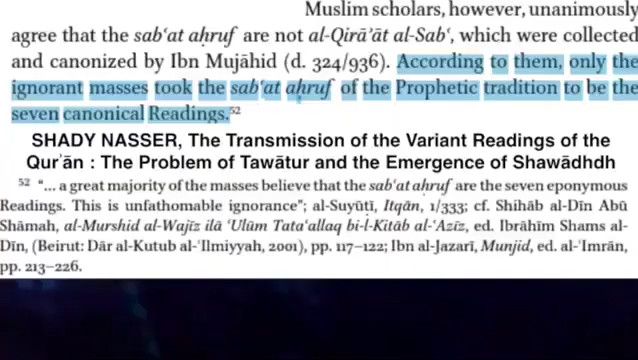 Muslim scholars, however, unanimously
agree that the sabʿat aḥruf are not al-Qirāʾāt al-Sabʿ, which were collected
and canonized by Ibn Mujāhid (d. 324/936). According to them, only the
ignorant masses took the sabʿat aḥruf of the Prophetic tradition to be the
seven canonical Readings.⁵²
SHADY NASSER, The Transmission of the Variant Readings of the
Qurʾān : The Problem of Tawātur and the Emergence of Shawādhdh
⁵² “... a great majority of the masses believe that the sabʿat aḥruf are the seven eponymous
Readings. This is unfathomable ignorance”; al-Suyūṭī, Itqān, 1/333; cf. Shihāb al-Dīn Abū
Shāmah, al-Murshid al-Wajīz ilā ʿUlūm Tataʿallaq bi-l-Kitāb al-ʿAzīz, ed. Ibrāhīm Shams al-
Dīn, (Beirut: Dār al-Kutub al-ʿIlmiyyah, 2001), pp. 117–122; Ibn al-Jazarī, Munjid, ed. al-ʿImrān,
pp. 213–226.